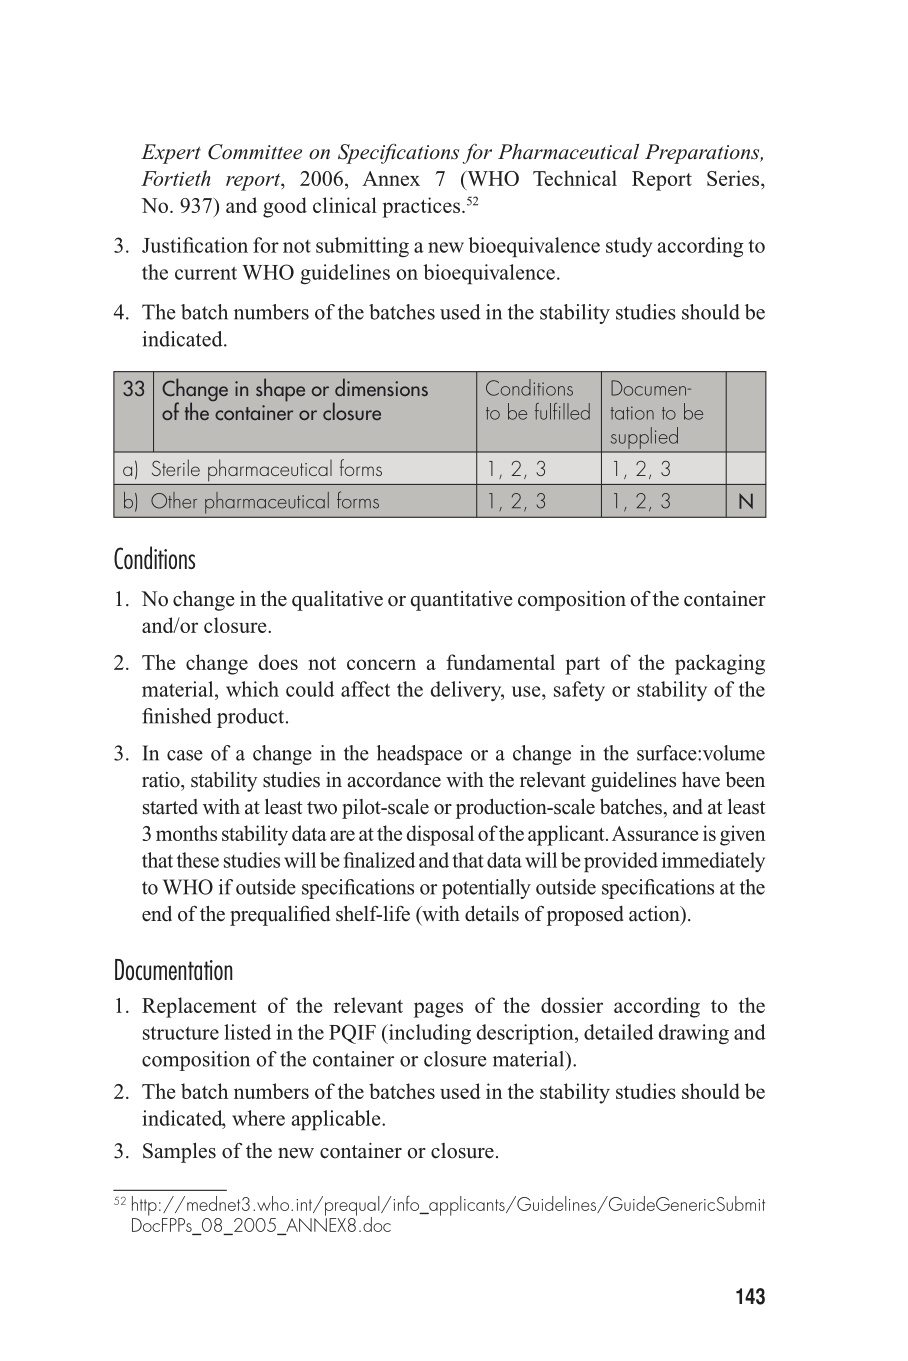 Expert Committee on Specifications for Pharmaceutical Preparations,
Fortieth report, 2006, Annex 7 (WHO Technical Report Series,
No. 937) and good clinical practices.52
3. Justification for not submitting a new bioequivalence study according to
the current WHO guidelines on bioequivalence.
4. The batch numbers of the batches used in the stability studies should be
indicated.
33 Change in shape or dimensions
of the container or closure
Conditions
to be fulfilled
Documen-
tation to be
supplied
a) Sterile pharmaceutical forms 1, 2, 3 1, 2, 3
b) Other pharmaceutical forms 1, 2, 3 1, 2, 3 N
Conditions
1. No change in the qualitative or quantitative composition of the container
and/or closure.
2. The change does not concern a fundamental part of the packaging
material, which could affect the delivery, use, safety or stability of the
finished product.
3. In case of a change in the headspace or a change in the surface:volume
ratio, stability studies in accordance with the relevant guidelines have been
started with at least two pilot-scale or production-scale batches, and at least
3 months stability data are at the disposal of the applicant. Assurance is given
that these studies will be finalized and that data will be provided immediately
to WHO if outside specifications or potentially outside specifications at the
end of the prequalified shelf-life (with details of proposed action).
Documentation
1. Replacement of the relevant pages of the dossier according to the
structure listed in the PQIF (including description, detailed drawing and
composition of the container or closure material).
2. The batch numbers of the batches used in the stability studies should be
indicated, where applicable.
3. Samples of the new container or closure.
52 http://mednet3.who.int/prequal/info_applicants/Guidelines/GuideGenericSubmit
DocFPPs_08_2005_ANNEX8.doc
143